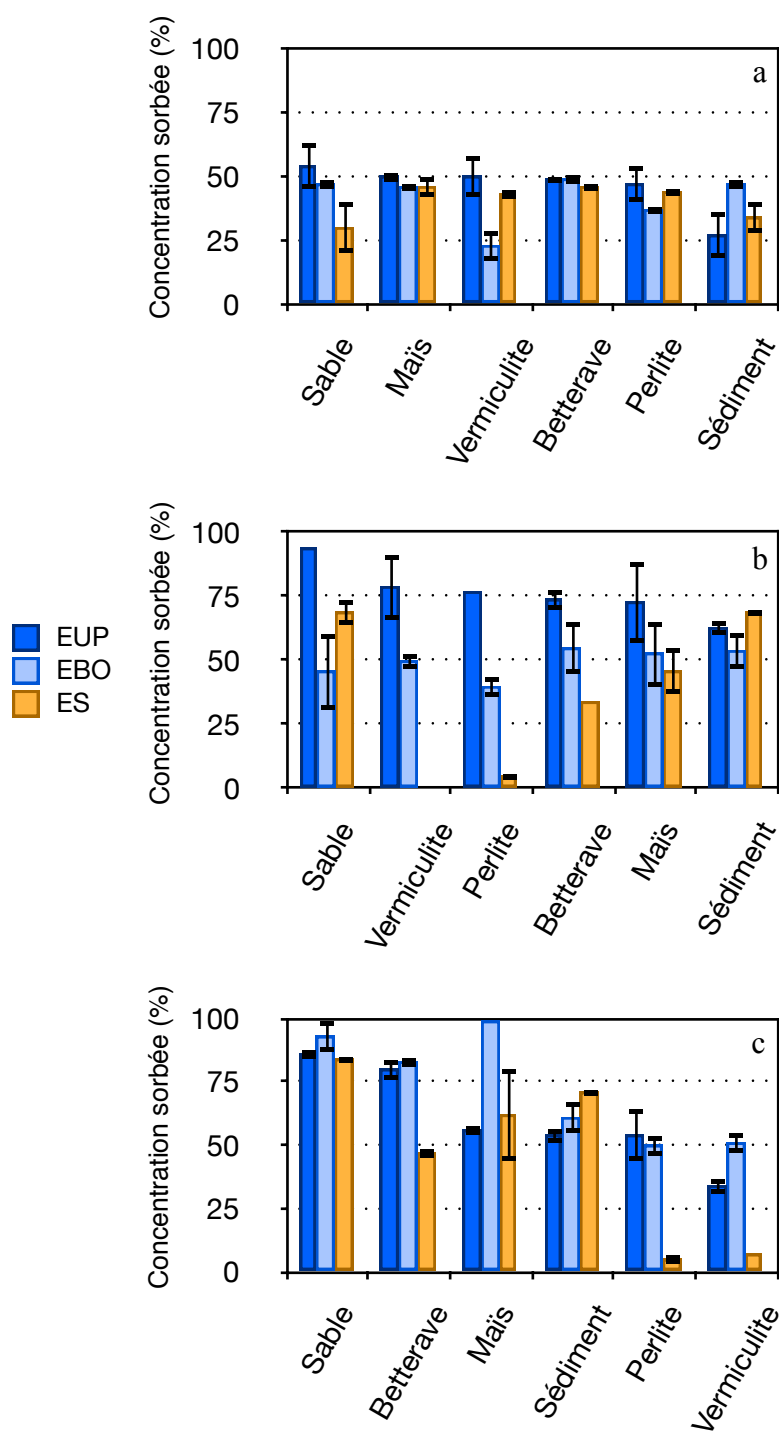 Concentration sorbée (%)
100
75
50
25
0
a
Sable
Maïs
Vermiculite
Betterave
Perlite
Sédiment
EUP
EBO
ES
Concentration sorbée (%)
100
75
50
25
0
b
Sable
Vermiculite
Perlite
Betterave
Maïs
Sédiment
Concentration sorbée (%)
100
75
50
25
0
c
Sable
Betterave
Maïs
Sédiment
Perlite
Vermiculite